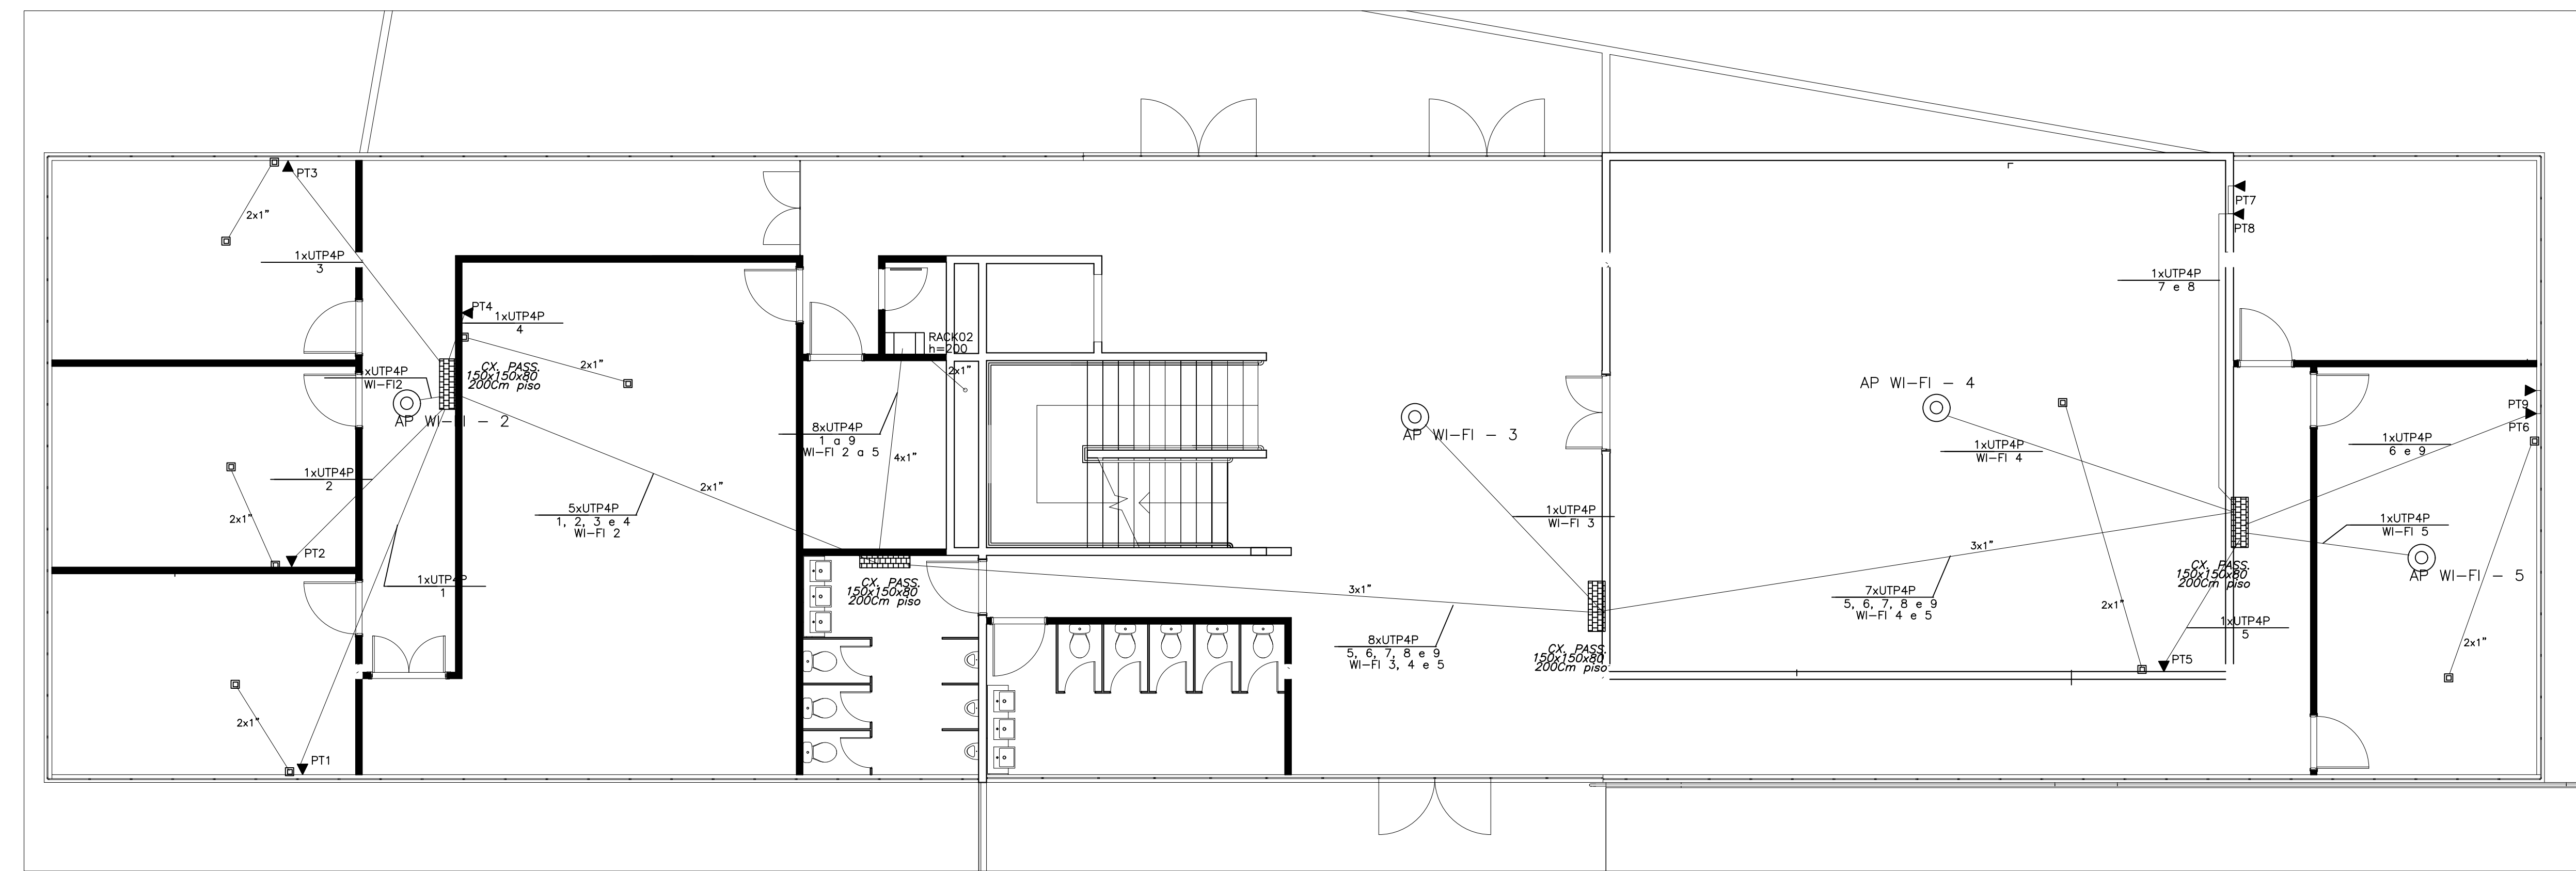 PT3
2x1"
1xUTP4P
3
PT4
1xUTP4P
4
CX. PASS.
150x150x80
200Cm piso
xUTP4P
WI-FI2
AP WI-FI - 2
2x1"
1xUTP4P
2
2x1"
PT2
1xUTP4P
1
2x1"
PT1
2x1"
5xUTP4P
1, 2, 3 e 4
WI-FI 2
RACK02
h=200
2x1"
8xUTP4P
1 a 9
WI-FI 2 a 5
4x1"
CX. PASS.
150x150x80
200Cm piso
AP WI-FI - 3
1xUTP4P
WI-FI 3
3x1"
8xUTP4P
5, 6, 7, 8 e 9
WI-FI 3, 4 e 5
CX. PASS.
150x150x80
200Cm piso
AP WI-FI - 4
1xUTP4P
WI-FI 4
3x1"
7xUTP4P
5, 6, 7, 8 e 9
WI-FI 4 e 5
2x1"
PT5
1xUTP4P
5
PT7
PT8
1xUTP4P
7 e 8
CX. PASS.
150x150x80
200Cm piso
PT9
PT6
1xUTP4P
6 e 9
1xUTP4P
WI-FI 5
AP WI-FI - 5
2x1"